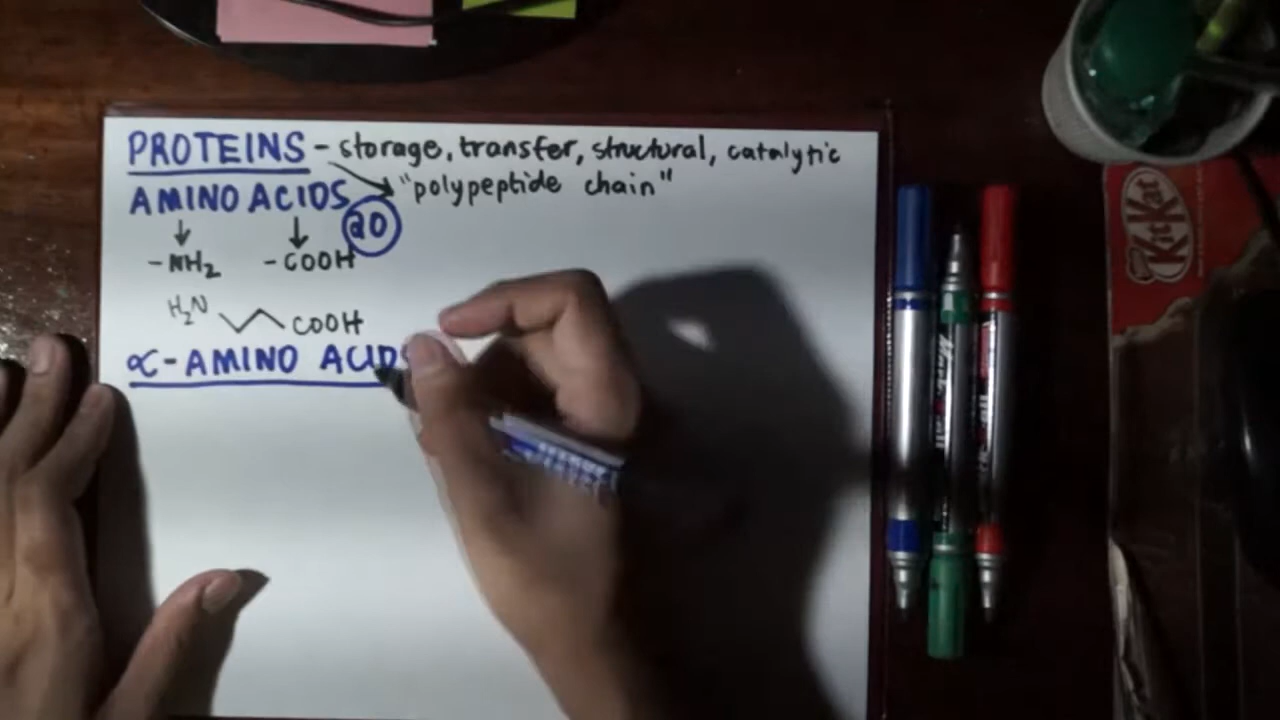 PROTEINS - storage, transfer, structural, catalytic
AMINO ACIDS "polypeptide chain"
20
-NH2 -COOH
H2N COOH
∝-AMINO ACIDS
KitKat